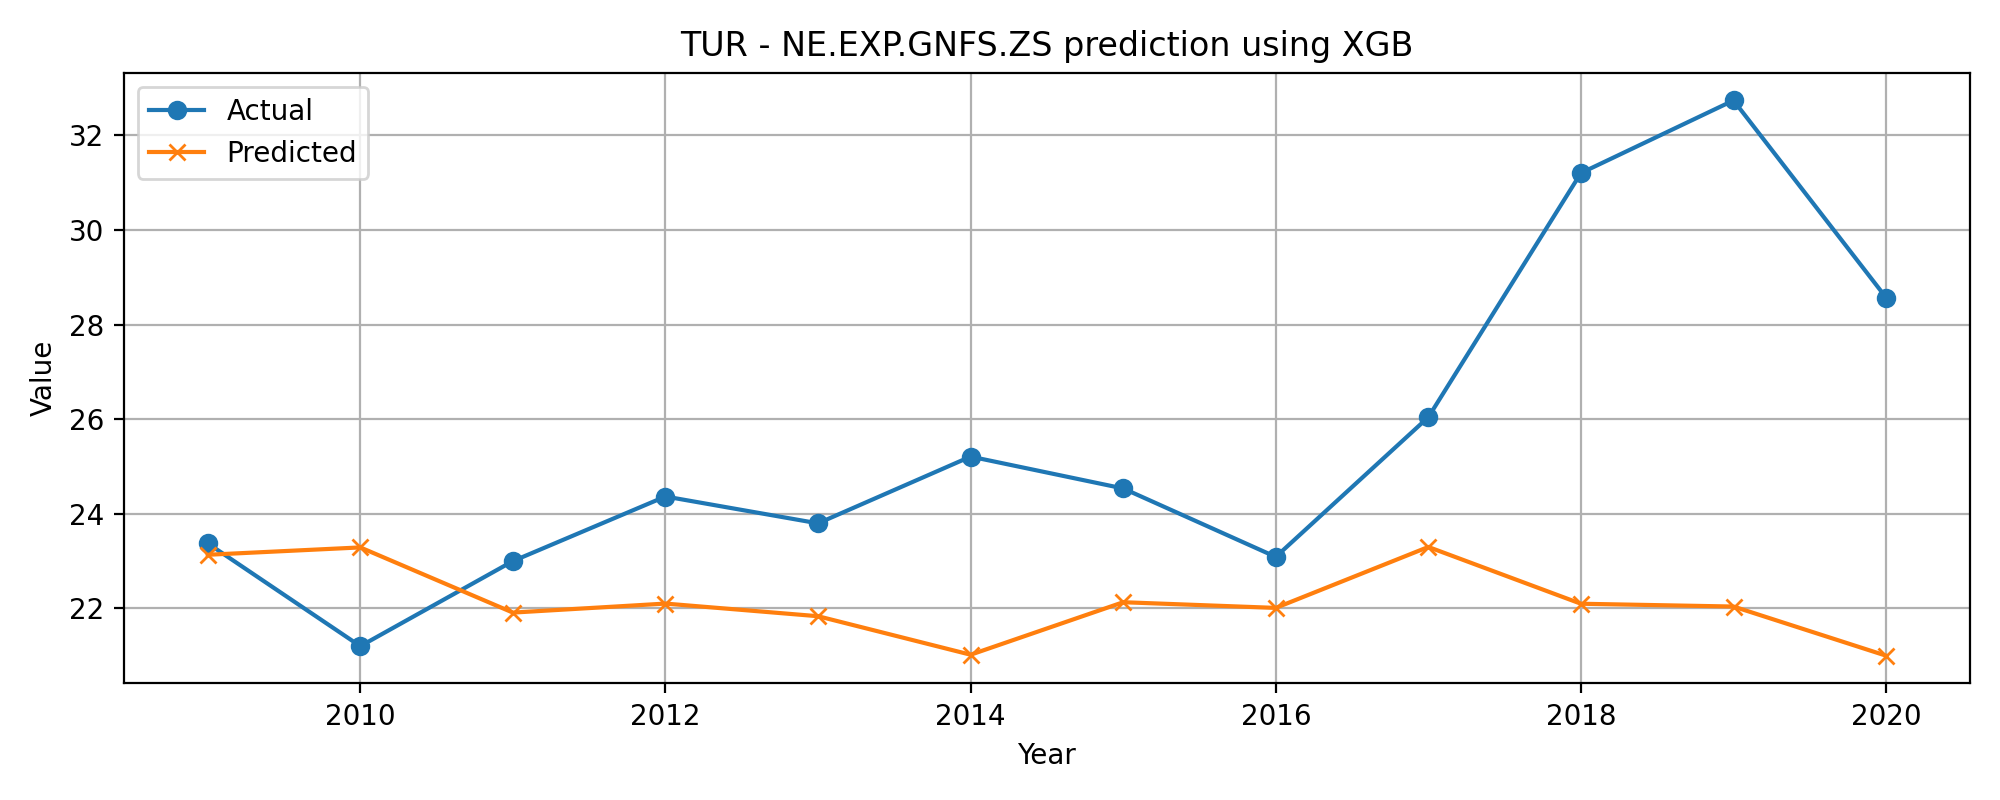 TUR - NE.EXP.GNFS.ZS prediction using XGB
Actual
Predicted
32
30
28
26
24
22
Value
2010 2012 2014 2016 2018 2020
Year